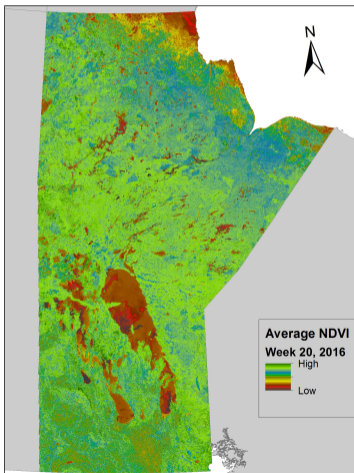 N
Average NDVI
Week 20, 2016
High
Low